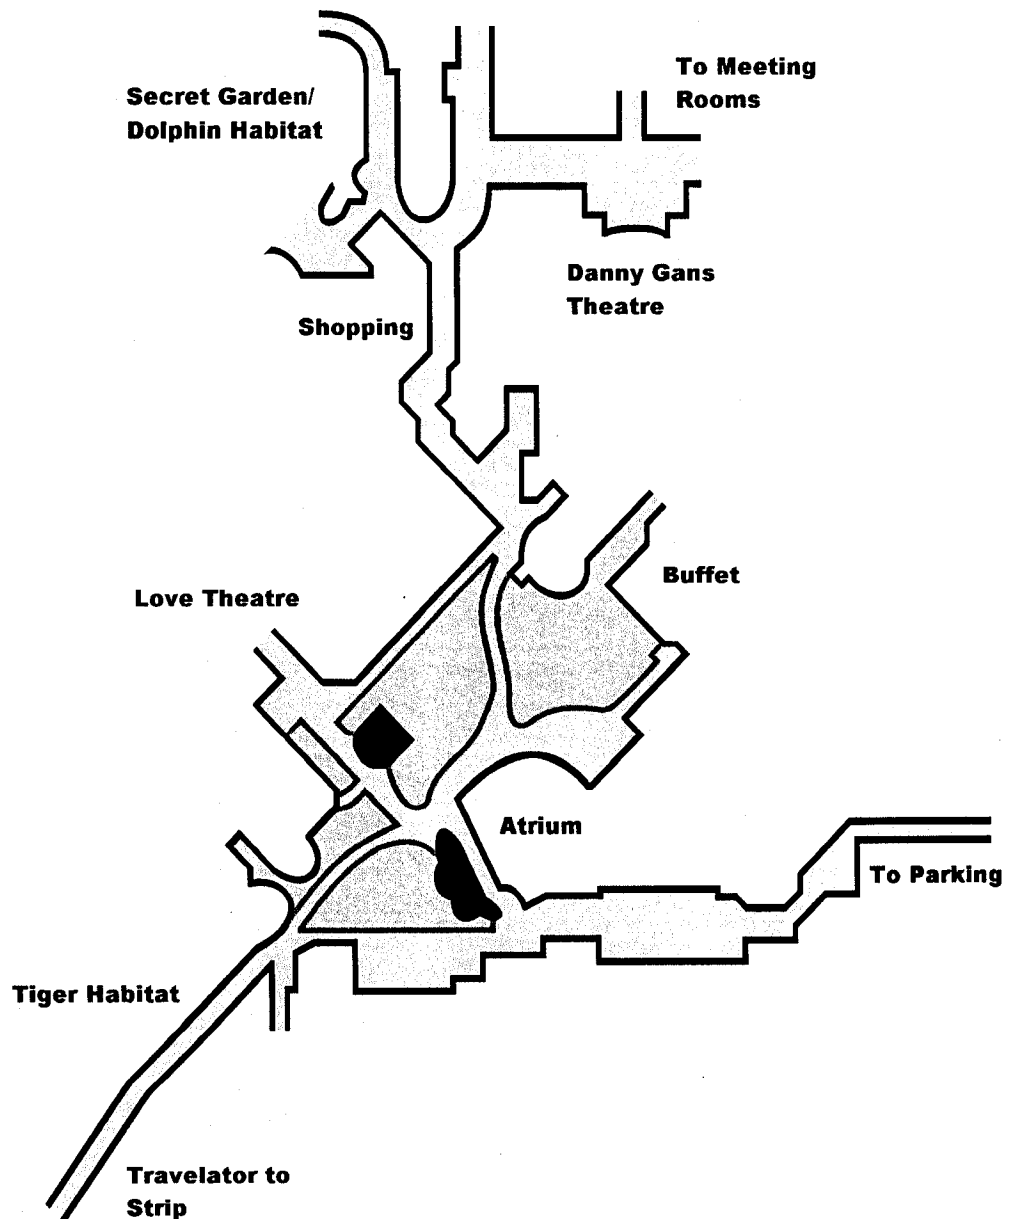 To Meeting
Rooms
Secret Garden/
Dolphin Habitat
Danny Gans
Theatre
Shopping
Buffet
Love Theatre
Atrium
To Parking
Tiger Habitat
Travelator to
Strip